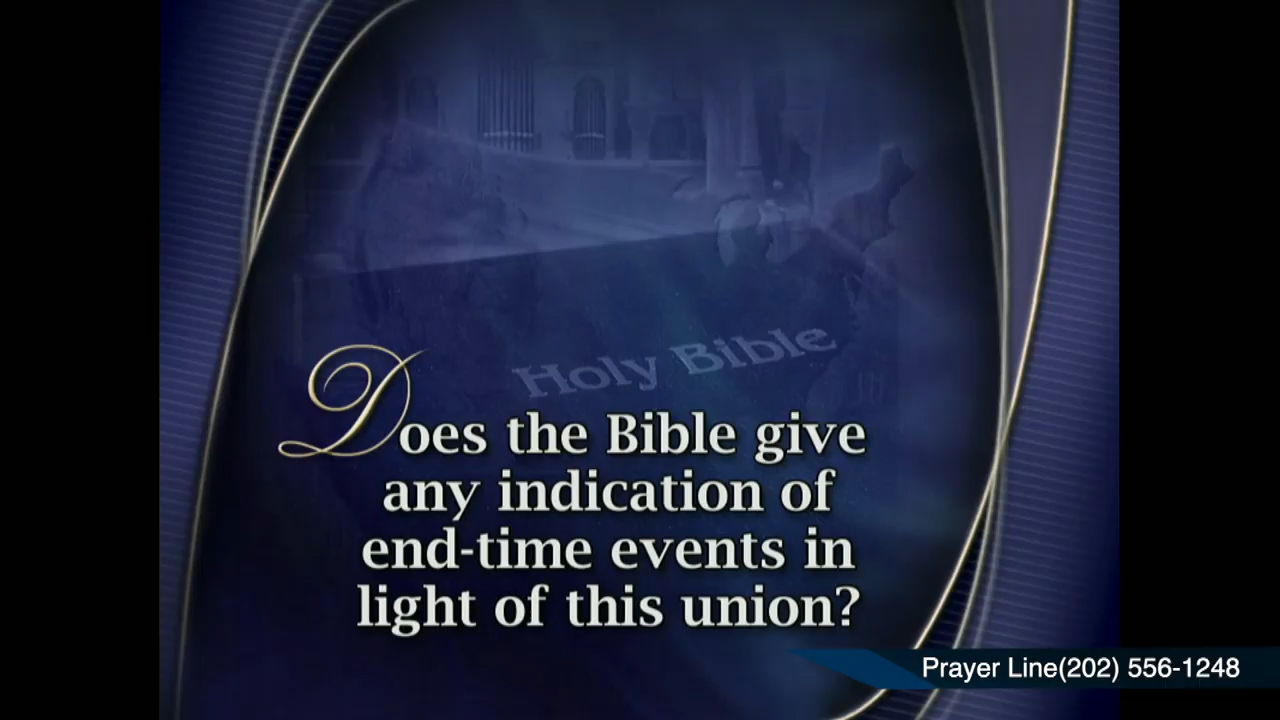 Holy Bible
Does the Bible give
any indication of
end-time events in
light of this union?
Prayer Line(202) 556-1248